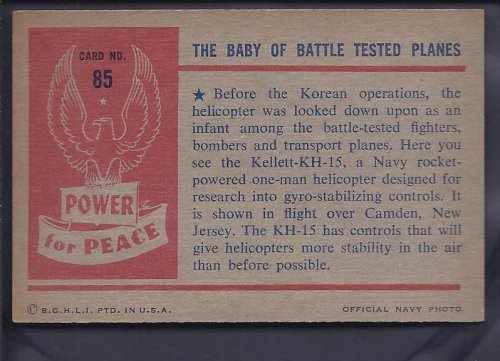 CARD NO.
85
POWER
for PEACE
THE BABY OF BATTLE TESTED PLANES
★ Before the Korean operations, the
helicopter was looked down upon as an
infant among the battle-tested fighters,
bombers and transport planes. Here you
see the Kellett-KH-15, a Navy rocket-
powered one-man helicopter designed for
research into gyro-stabilizing controls. It
is shown in flight over Camden, New
Jersey. The KH-15 has controls that will
give helicopters more stability in the air
than before possible.
© B.G.H.L.I. PTD. IN U.S.A.
OFFICIAL NAVY PHOTO